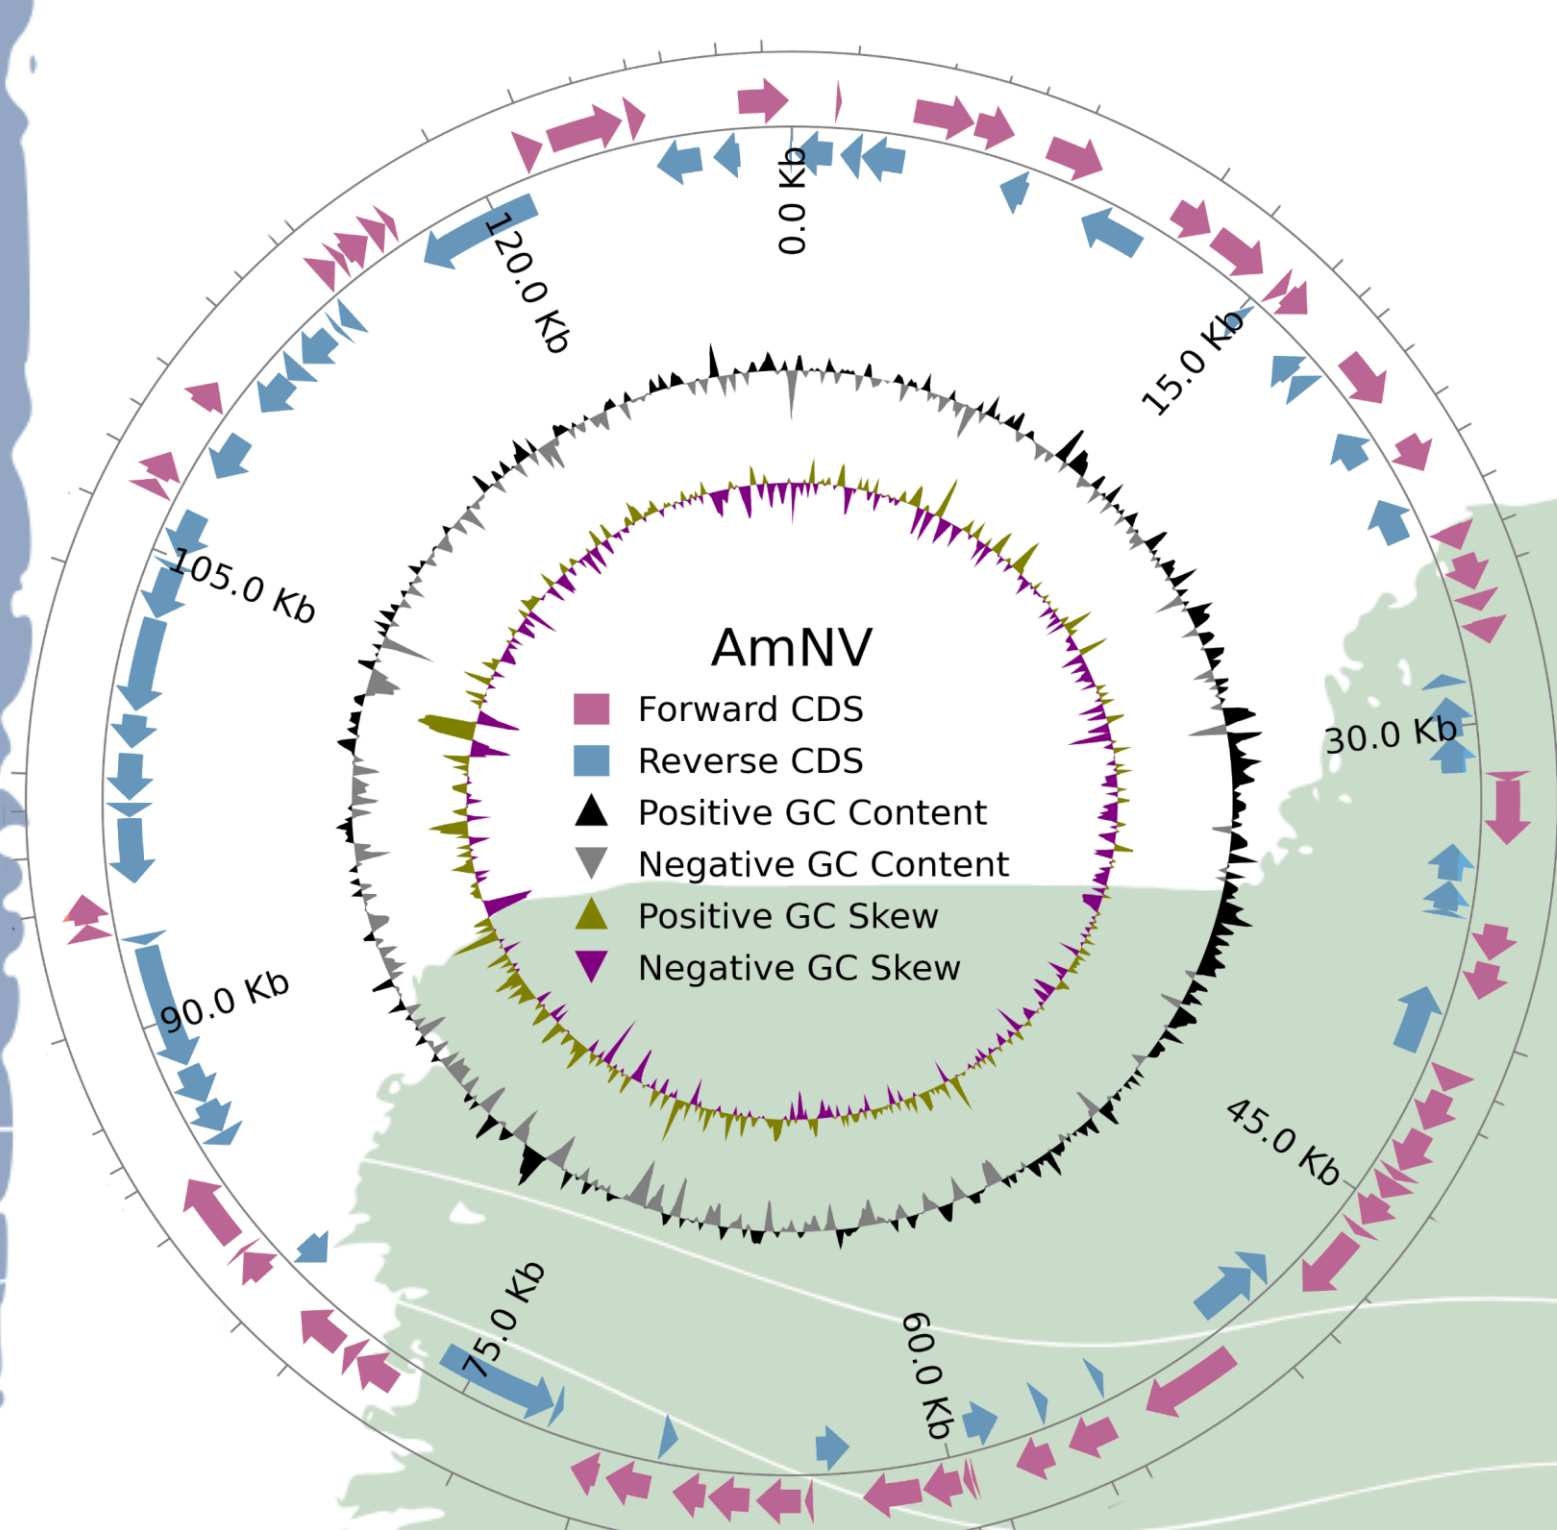 0.0 Kb
15.0 Kb
30.0 Kb
45.0 Kb
60.0 Kb
75.0 Kb
90.0 Kb
105.0 Kb
120.0 Kb
AmNV
Forward CDS
Reverse CDS
Positive GC Content
Negative GC Content
Positive GC Skew
Negative GC Skew